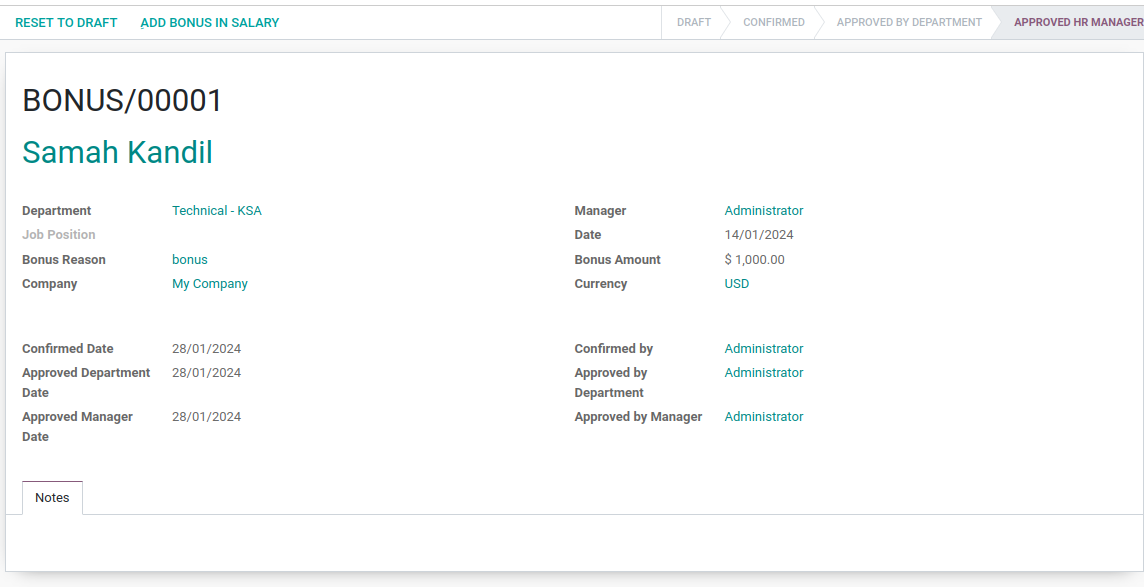 RESET TO DRAFT ADD BONUS IN SALARY DRAFT CONFIRMED APPROVED BY DEPARTMENT APPROVED HR MANAGER
BONUS/00001
Samah Kandil
Department Technical - KSA Manager Administrator
Job Position Date 14/01/2024
Bonus Reason bonus Bonus Amount $ 1,000.00
Company My Company Currency USD
Confirmed Date 28/01/2024 Confirmed by Administrator
Approved Department 28/01/2024 Approved by Administrator
Date Department
Approved Manager 28/01/2024 Approved by Manager Administrator
Date
Notes